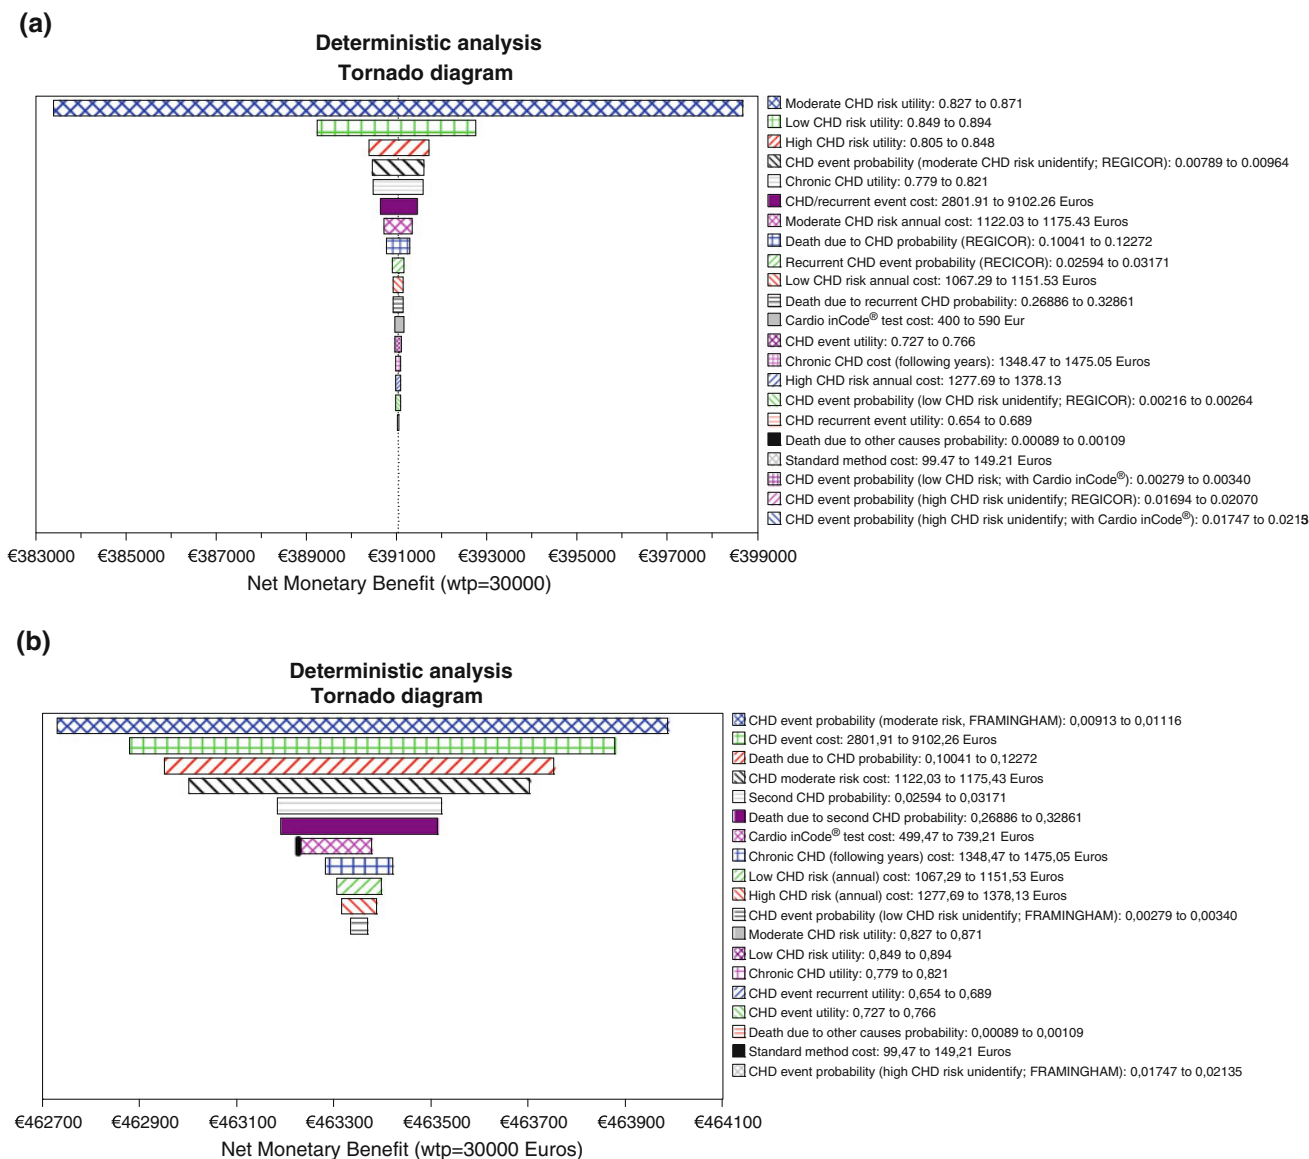 (a)
Deterministic analysis
Tornado diagram
Moderate CHD risk utility: 0.827 to 0.871
Low CHD risk utility: 0.849 to 0.894
High CHD risk utility: 0.805 to 0.848
CHD event probability (moderate CHD risk unidentify; REGICOR): 0.00789 to 0.00964
Chronic CHD utility: 0.779 to 0.821
CHD/recurrent event cost: 2801.91 to 9102.26 Euros
Moderate CHD risk annual cost: 1122.03 to 1175.43 Euros
Death due to CHD probability (REGICOR): 0.10041 to 0.12272
Recurrent CHD event probability (RECICOR): 0.02594 to 0.03171
Low CHD risk annual cost: 1067.29 to 1151.53 Euros
Death due to recurrent CHD probability: 0.26886 to 0.32861
Cardio inCode® test cost: 400 to 590 Eur
CHD event utility: 0.727 to 0.766
Chronic CHD cost (following years): 1348.47 to 1475.05 Euros
High CHD risk annual cost: 1277.69 to 1378.13
CHD event probability (low CHD risk unidentify; REGICOR): 0.00216 to 0.00264
CHD recurrent event utility: 0.654 to 0.689
Death due to other causes probability: 0.00089 to 0.00109
Standard method cost: 99.47 to 149.21 Euros
CHD event probability (low CHD risk; with Cardio inCode®): 0.00279 to 0.00340
CHD event probability (high CHD risk unidentify; REGICOR): 0.01694 to 0.02070
CHD event probability (high CHD risk unidentify; with Cardio inCode®): 0.01747 to
€383000 €385000 €387000 €389000 €391000 €393000 €395000 €397000 €399000
Net Monetary Benefit (wtp=30000)
(b)
Deterministic analysis
Tornado diagram
CHD event probability (moderate risk, FRAMINGHAM): 0,00913 to 0,01116
CHD event cost: 2801,91 to 9102,26 Euros
Death due to CHD probability: 0,10041 to 0,12272
CHD moderate risk cost: 1122,03 to 1175,43 Euros
Second CHD probability: 0,02594 to 0,03171
Death due to second CHD probability: 0,26886 to 0,32861
Cardio inCode® test cost: 499,47 to 739,21 Euros
Chronic CHD (following years) cost: 1348,47 to 1475,05 Euros
Low CHD risk (annual) cost: 1067,29 to 1151,53 Euros
High CHD risk (annual) cost: 1277,69 to 1378,13 Euros
CHD event probability (low CHD risk unidentify; FRAMINGHAM): 0,00279 to 0,00340
Moderate CHD risk utility: 0,827 to 0,871
Low CHD risk utility: 0,849 to 0,894
Chronic CHD utility: 0,779 to 0,821
CHD event recurrent utility: 0,654 to 0,689
CHD event utility: 0,727 to 0,766
Death due to other causes probability: 0,00089 to 0,00109
Standard method cost: 99,47 to 149,21 Euros
CHD event probability (high CHD risk unidentify; FRAMINGHAM): 0,01747 to 0,02135
€462700 €462900 €463100 €463300 €463500 €463700 €463900 €464100
Net Monetary Benefit (wtp=30000 Euros)